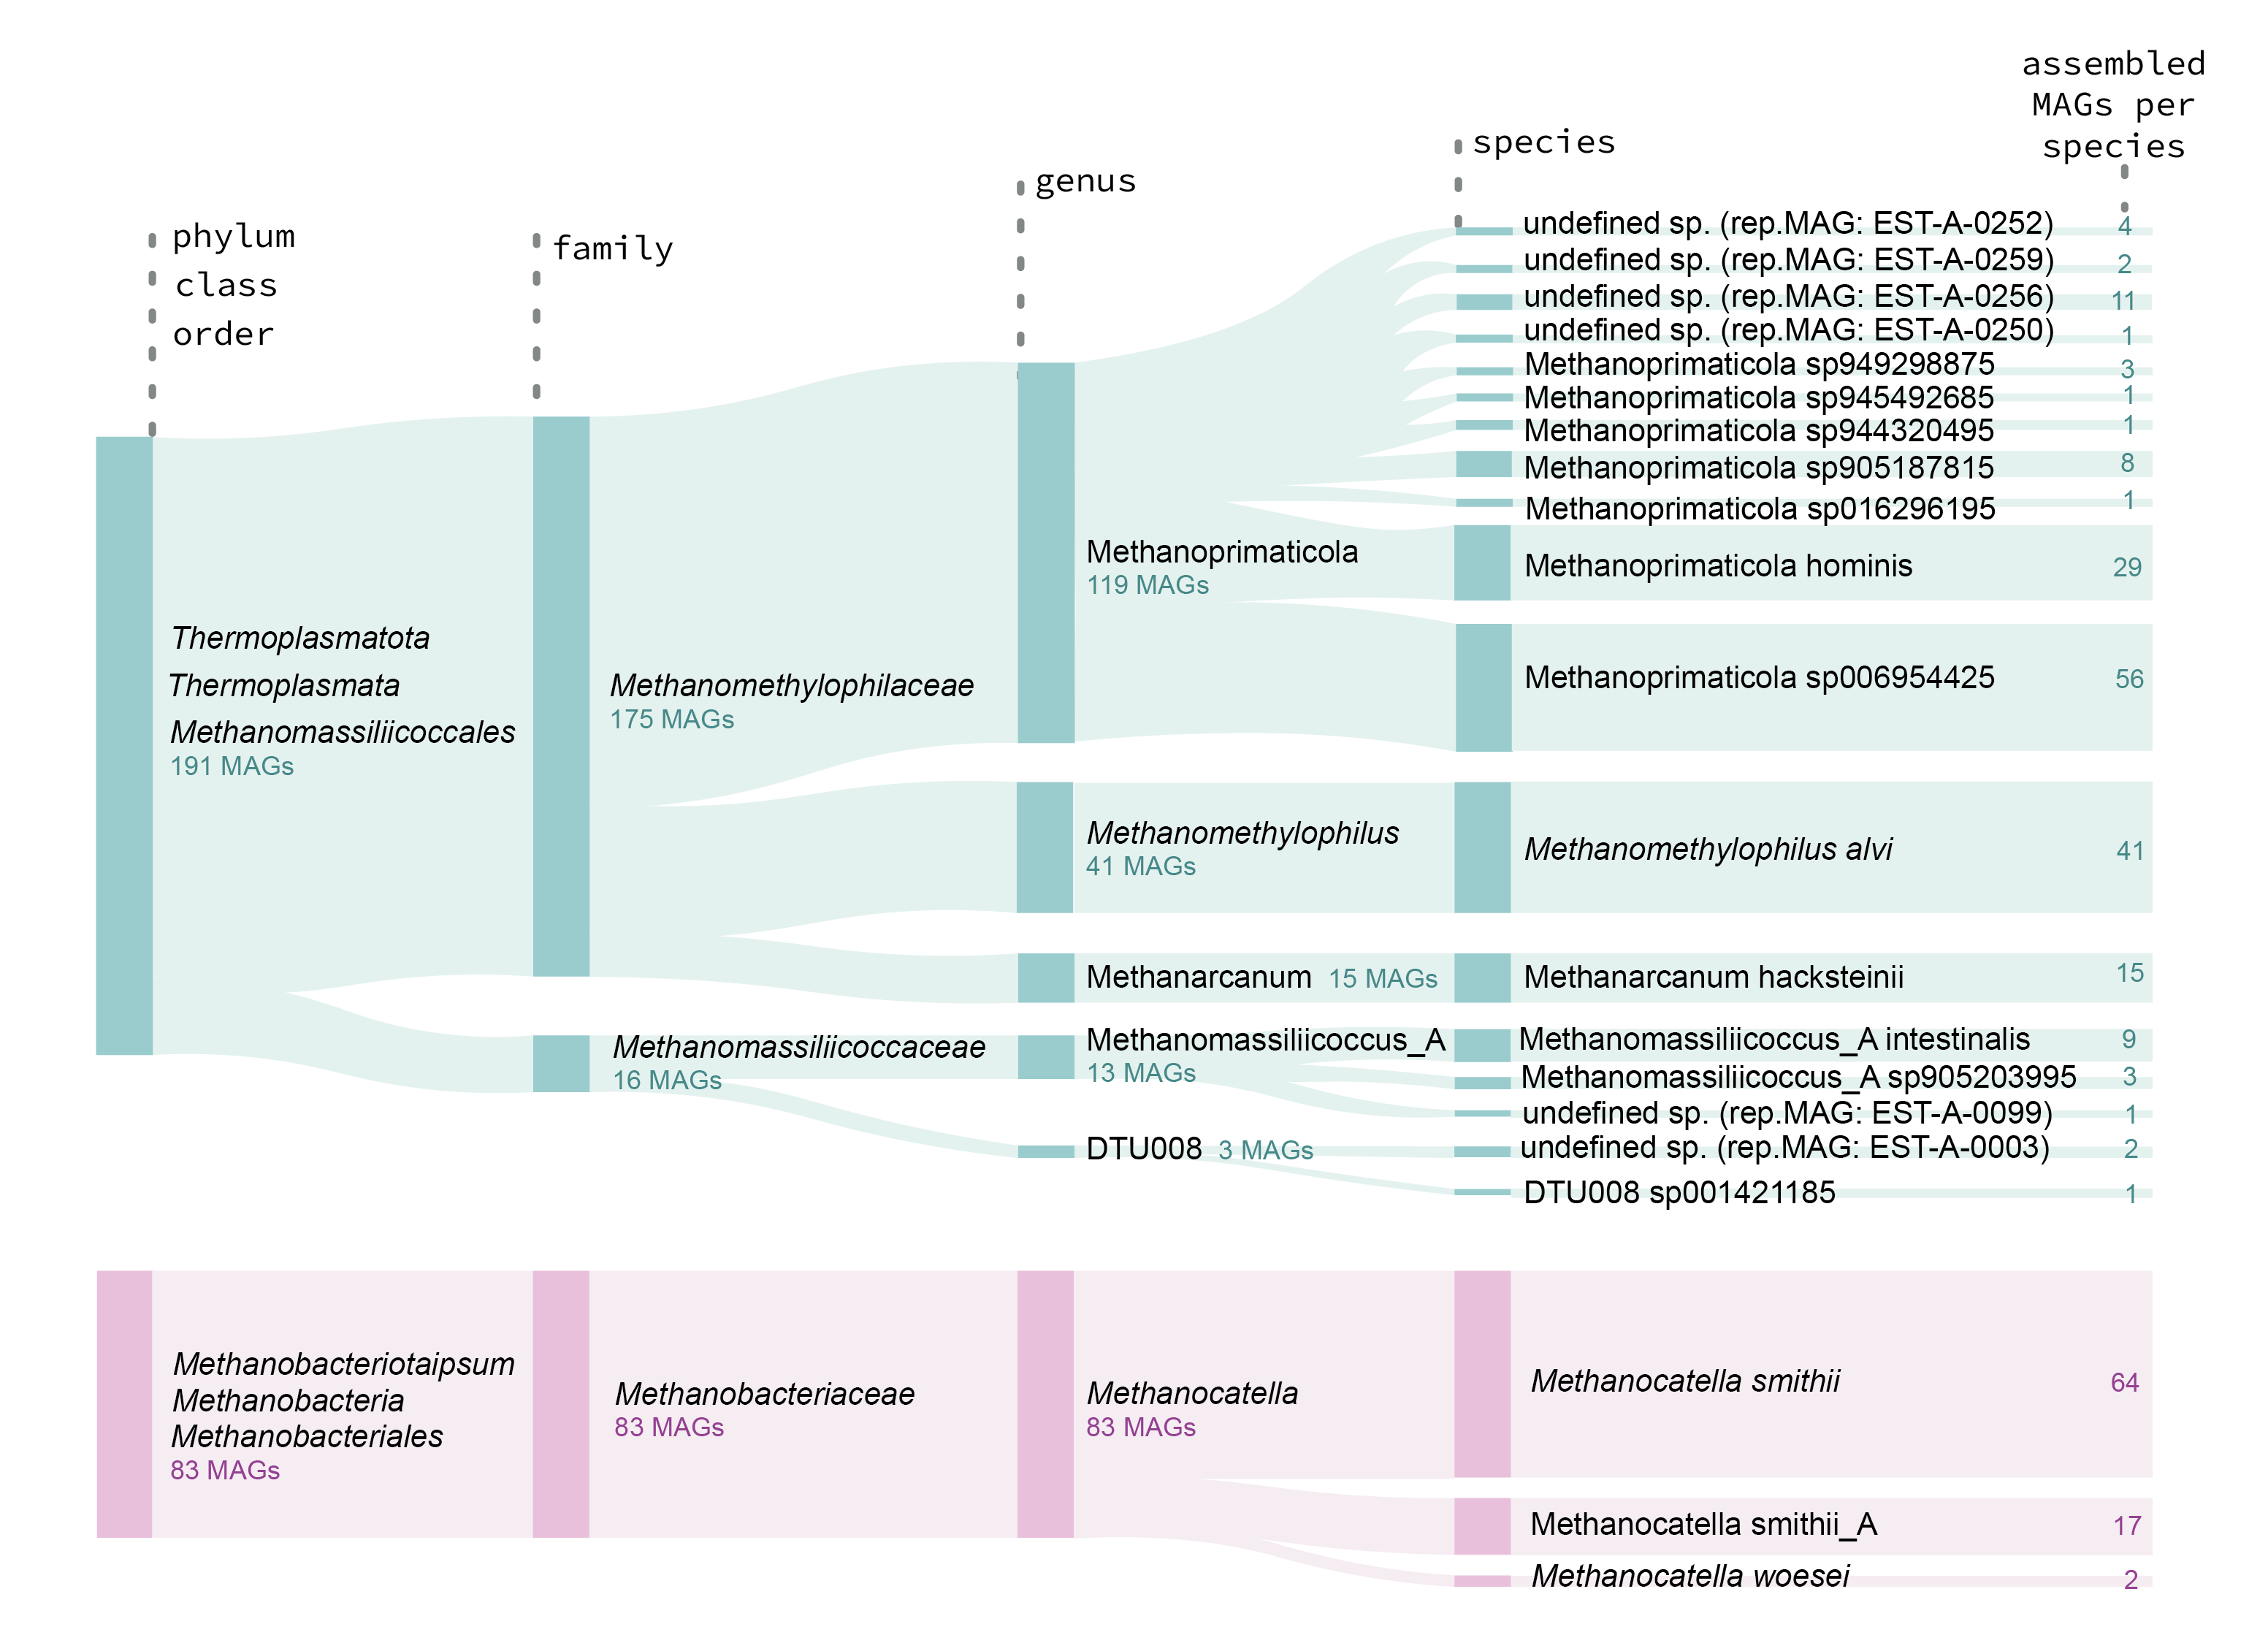 assembled
MAGs per
species
species
genus
phylum
class
order
family
undefined sp. (rep.MAG: EST-A-0252) 4
undefined sp. (rep.MAG: EST-A-0259) 2
undefined sp. (rep.MAG: EST-A-0256) 11
undefined sp. (rep.MAG: EST-A-0250) 1
Methanoprimaticola sp949298875 3
Methanoprimaticola sp945492685 1
Methanoprimaticola sp944320495 1
Methanoprimaticola sp905187815 8
Methanoprimaticola sp016296195 1
Methanoprimaticola hominis 29
Methanoprimaticola sp006954425 56
Methanoprimaticola
119 MAGs
Thermoplasmatota
Thermoplasmata
Methanomassiliicoccales
191 MAGs
Methanomethylophilaceae
175 MAGs
Methanomethylophilus
41 MAGs
Methanomethylophilus alvi 41
Methanarcanum 15 MAGs
Methanarcanum hacksteinii 15
Methanomassiliicoccaceae
16 MAGs
Methanomassiliicoccus_A
13 MAGs
Methanomassiliicoccus_A intestinalis 9
Methanomassiliicoccus_A sp905203995 3
undefined sp. (rep.MAG: EST-A-0099) 1
DTU008 3 MAGs
undefined sp. (rep.MAG: EST-A-0003) 2
DTU008 sp001421185 1
Methanobacteriotaipsum
Methanobacteria
Methanobacteriales
83 MAGs
Methanobacteriaceae
83 MAGs
Methanocatella
83 MAGs
Methanocatella smithii 64
Methanocatella smithii_A 17
Methanocatella woesei 2